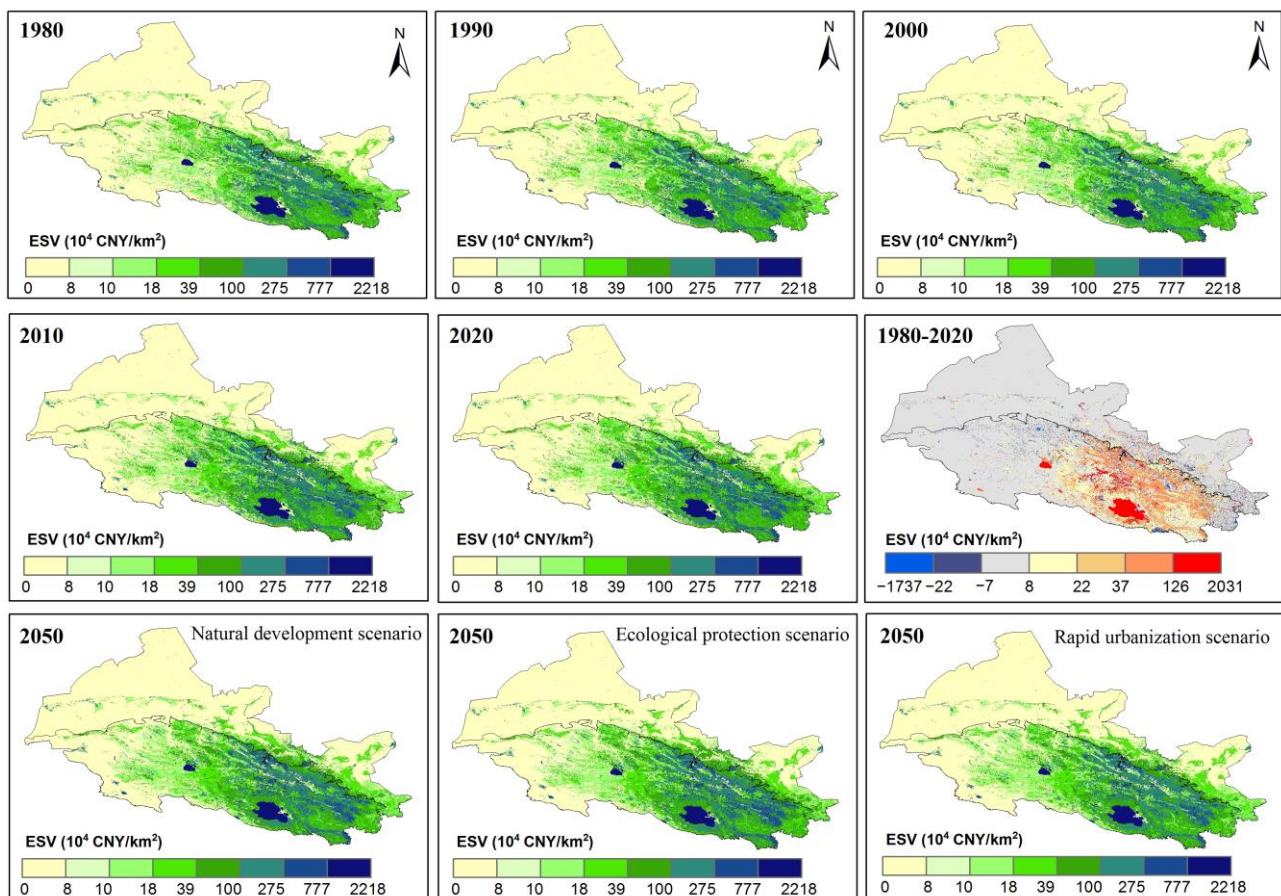 1980
N
ESV (10⁴ CNY/km²)
0 8 10 18 39 100 275 777 2218
1990
N
ESV (10⁴ CNY/km²)
0 8 10 18 39 100 275 777 2218
2000
N
ESV (10⁴ CNY/km²)
0 8 10 18 39 100 275 777 2218
2010
ESV (10⁴ CNY/km²)
0 8 10 18 39 100 275 777 2218
2020
ESV (10⁴ CNY/km²)
0 8 10 18 39 100 275 777 2218
1980-2020
ESV (10⁴ CNY/km²)
−1737 −22 −7 8 22 37 126 2031
2050
Natural development scenario
ESV (10⁴ CNY/km²)
0 8 10 18 39 100 275 777 2218
2050
Ecological protection scenario
ESV (10⁴ CNY/km²)
0 8 10 18 39 100 275 777 2218
2050
Rapid urbanization scenario
ESV (10⁴ CNY/km²)
0 8 10 18 39 100 275 777 2218